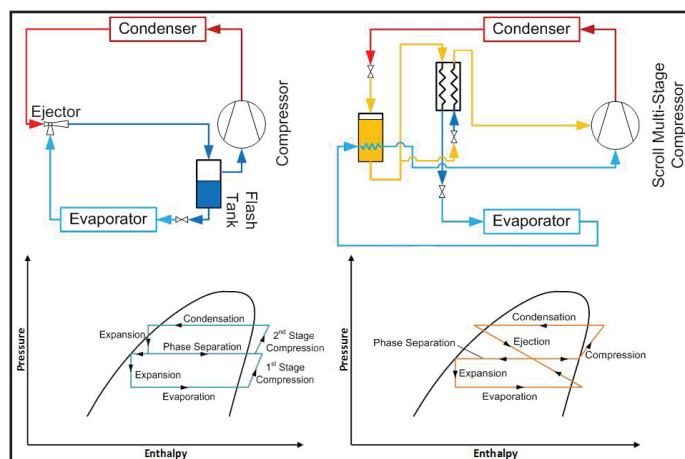 Condenser
Ejector
Compressor
Flash
Tank
Evaporator
Condenser
Scroll Multi-Stage
Compressor
Evaporator
Pressure
Condensation
Expansion
2nd Stage
Compression
Phase Separation
Expansion
1st Stage
Compression
Evaporation
Enthalpy
Pressure
Condensation
Ejection
Phase Separation
Compression
Expansion
Evaporation
Enthalpy